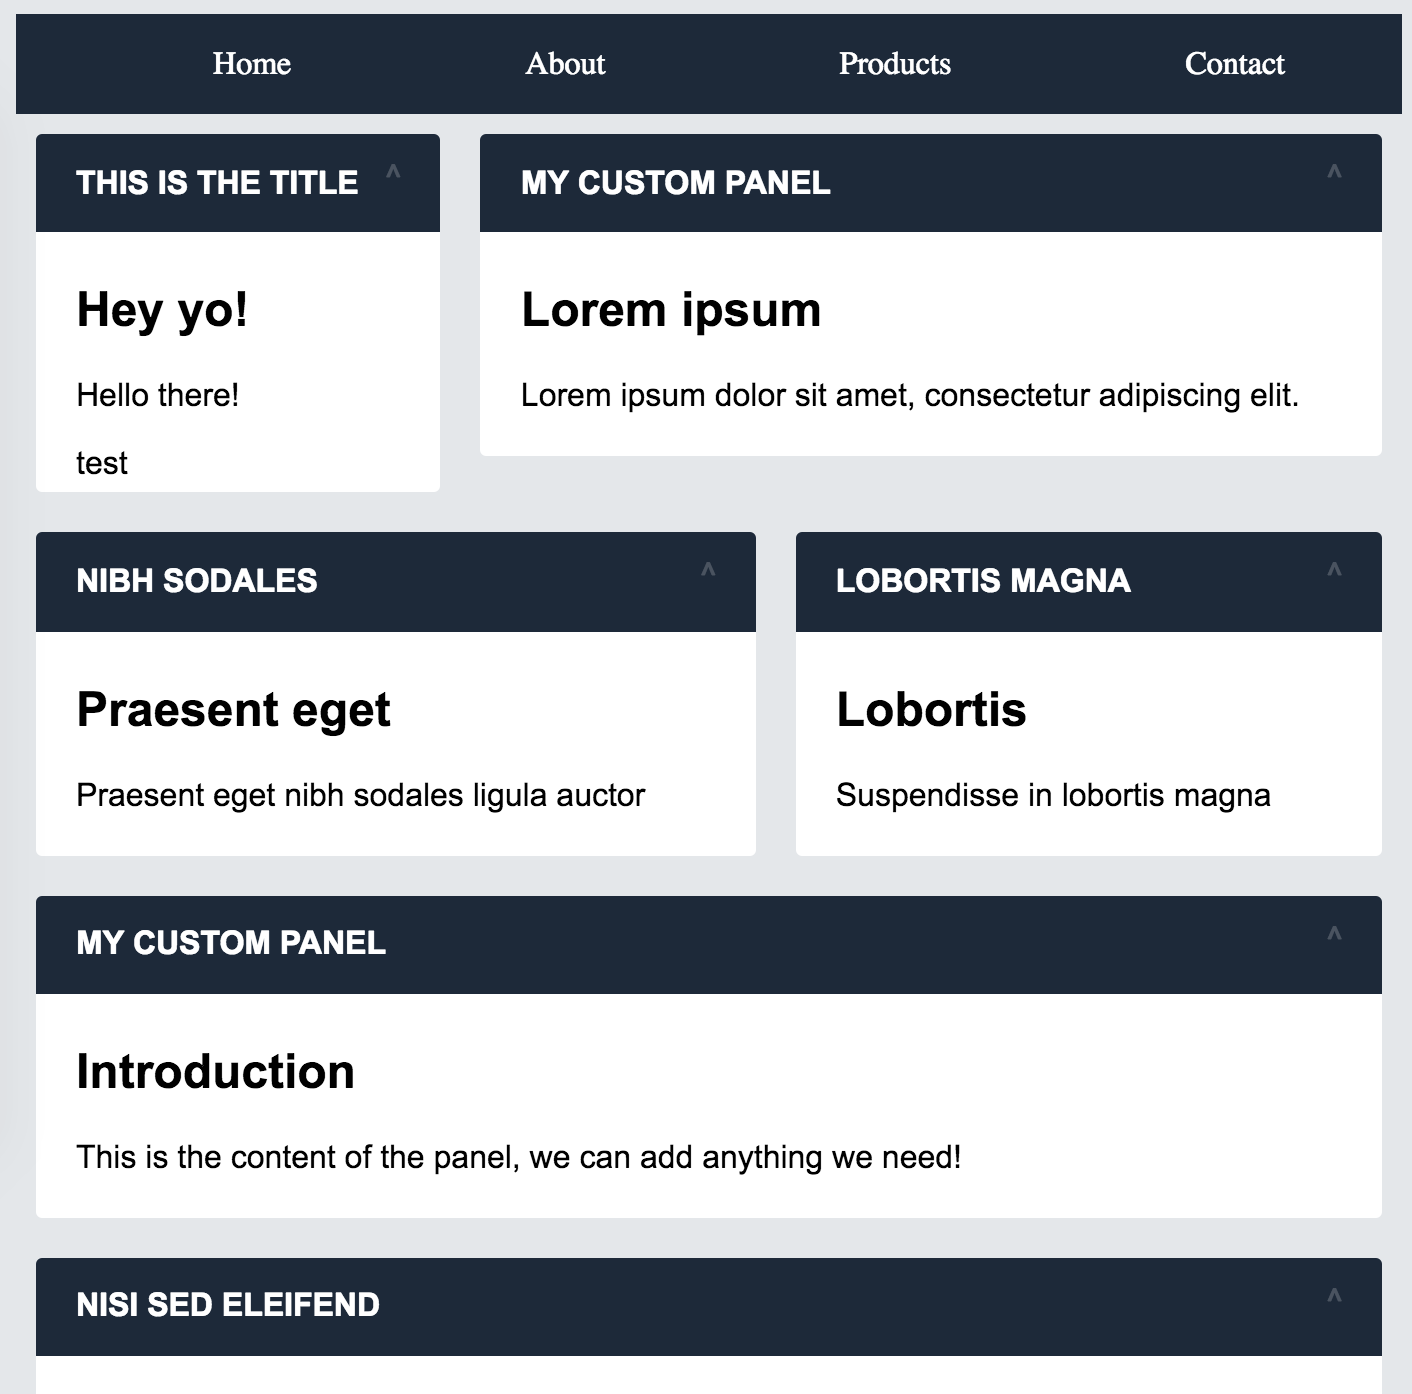 Home About Products Contact
THIS IS THE TITLE ^
Hey yo!
Hello there!
test
MY CUSTOM PANEL ^
Lorem ipsum
Lorem ipsum dolor sit amet, consectetur adipiscing elit.
NIBH SODALES ^
Praesent eget
Praesent eget nibh sodales ligula auctor
LOBORTIS MAGNA ^
Lobortis
Suspendisse in lobortis magna
MY CUSTOM PANEL ^
Introduction
This is the content of the panel, we can add anything we need!
NISI SED ELEIFEND ^